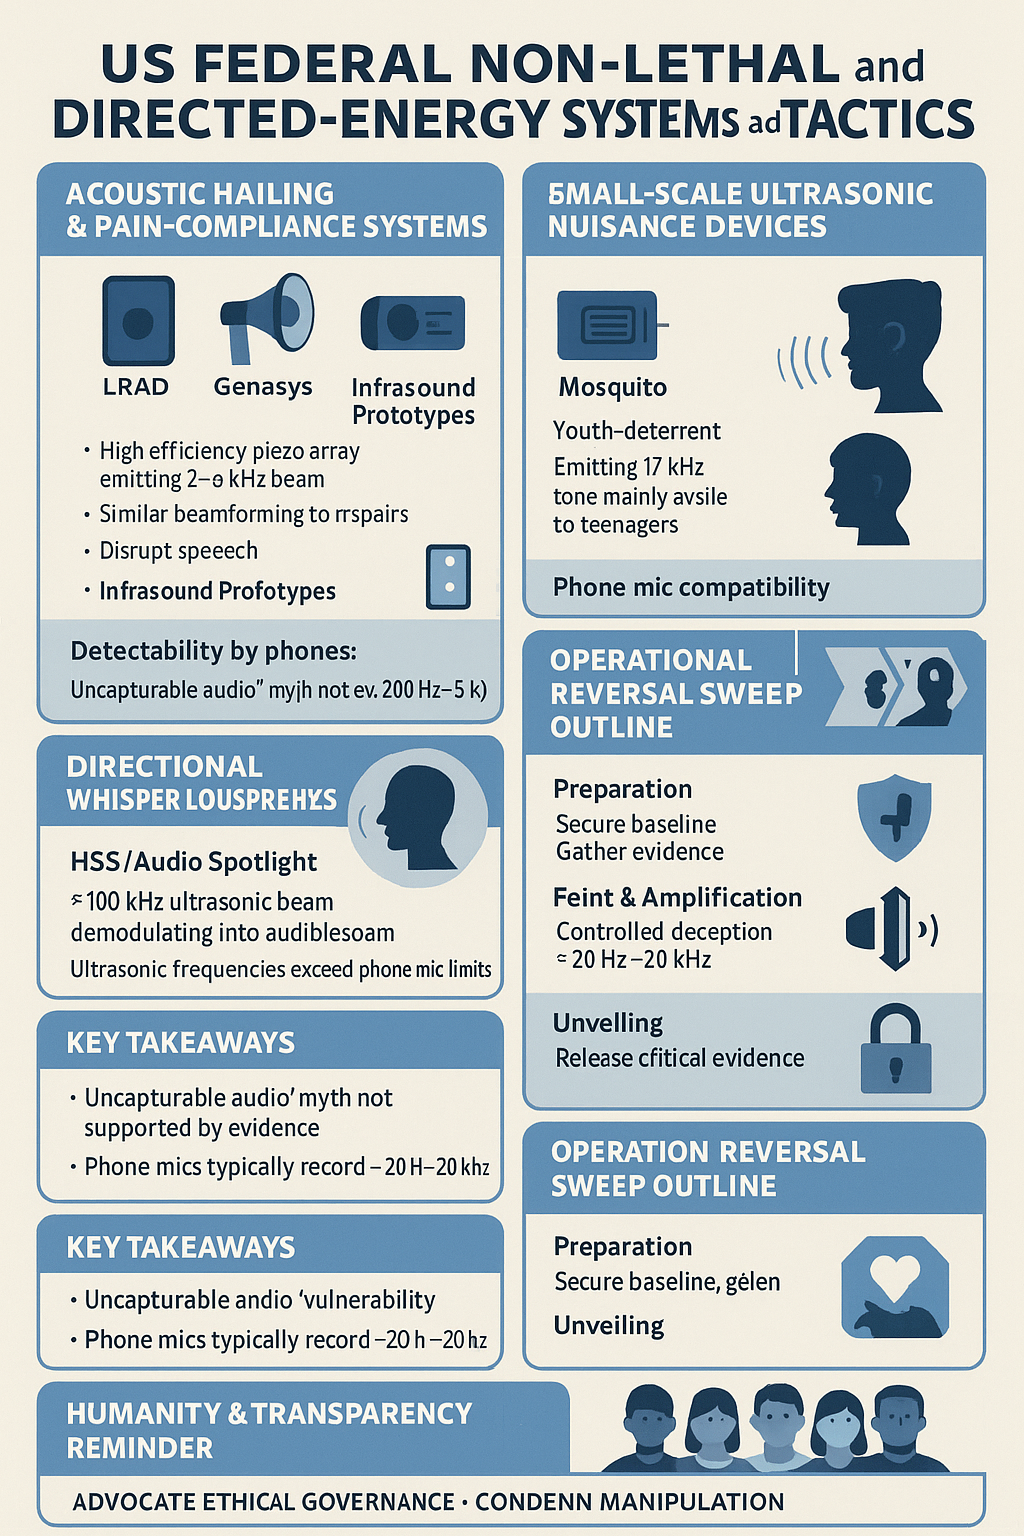 US FEDERAL NON-LETHAL and
DIRECTED-ENERGY SYSTEMs adTACTICS
ACOUSTIC HAILING
& PAIN-COMPLIANCE SYSTEMS
LRAD
Genasys
Infrasound
Prototypes
• High efficiency piezo array
emitting 2–ɵ kHz beam
• Similar beamforming to rrspairs
• Disrupt speeech
• Infrasound Profotypes
Detectability by phones:
Uncapturable audio" myjh not ev. 200 Hz–5 k)
DIRECTIONAL
WHISPER LOUSPREHYS
HSS/Audio Spotlight
≈100 kHz ultrasonic beam
demodulating into audiblesoam
Ultrasonic frequencies exceed phone mic limits
KEY TAKEAWAYS
• Uncapturable audio' myth not
supported by evidence
• Phone mics typically record – 20 H–20 khz
KEY TAKEAWAYS
• Uncapturable andio 'vulnerability
• Phone mics typically record –20 h –20 hz
5MALL-SCALE ULTRASONIC
NUISANCE DEVICES
Mosquito
Youth-deterrent
Emitting 17 kHz
tone mainly avsile
to teenagers
Phone mic compatibility
OPERATIONAL
REVERSAL SWEEP
OUTLINE
Preparation
Secure baseline
Gather evidence
Feint & Amplification
Controlled deception
≈ 20 Hz–20 kHz
Unvelling
Release cfitical evidence
OPERATION REVERSAL
SWEEP OUTLINE
Preparation
Secure baseline, gėlen
Unveiling
HUMANITY & TRANSPARENCY
REMINDER
ADVOCATE ETHICAL GOVERNANCE • CONDENN MANIPULATION